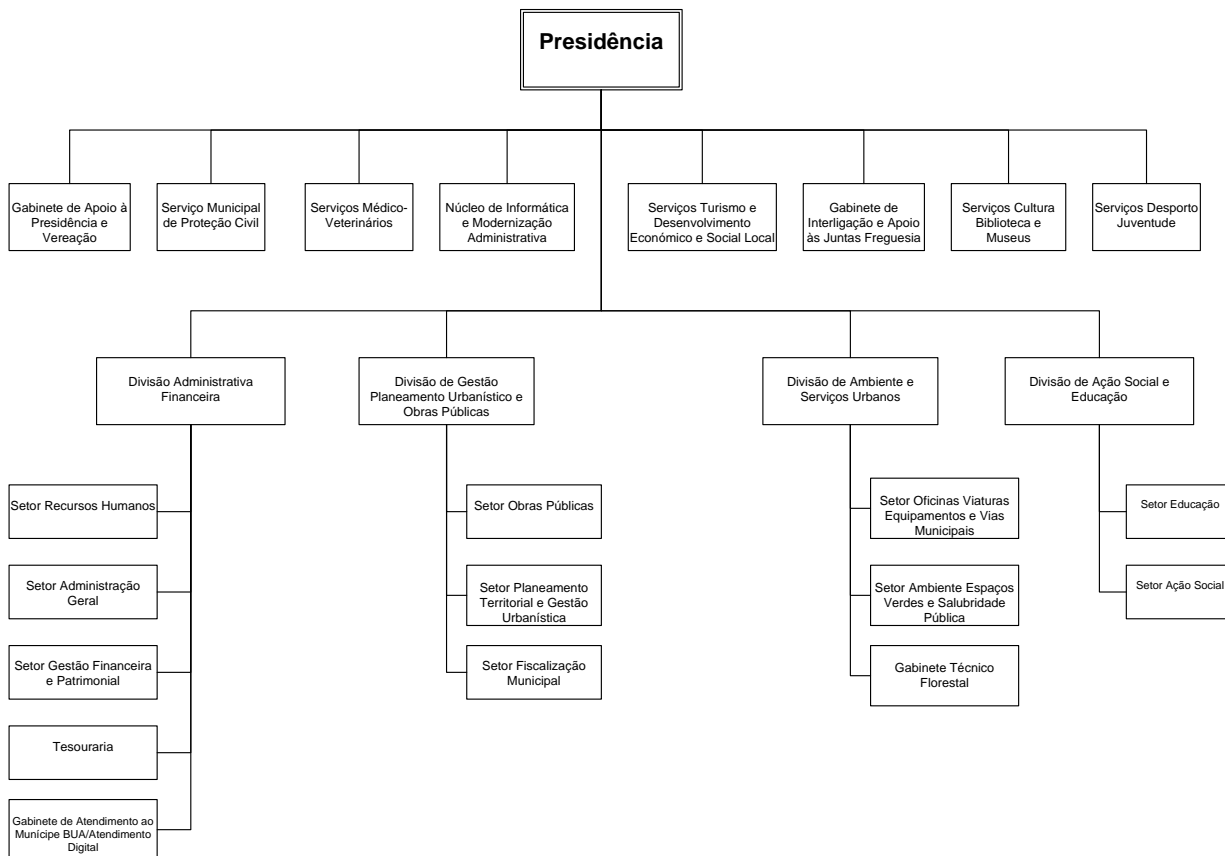 Presidência
Gabinete de Apoio à
Presidência e
Vereação
Serviço Municipal
de Proteção Civil
Serviços Médico-
Veterinários
Núcleo de Informática
e Modernização
Administrativa
Serviços Turismo e
Desenvolvimento
Económico e Social Local
Gabinete de
Interligação e Apoio
às Juntas Freguesia
Serviços Cultura
Biblioteca e
Museus
Serviços Desporto
Juventude
Divisão Administrativa
Financeira
Divisão de Gestão
Planeamento Urbanístico e
Obras Públicas
Divisão de Ambiente e
Serviços Urbanos
Divisão de Ação Social e
Educação
Setor Recursos Humanos
Setor Administração
Geral
Setor Gestão Financeira
e Patrimonial
Tesouraria
Gabinete de Atendimento ao
Munícipe BUA/Atendimento
Digital
Setor Obras Públicas
Setor Planeamento
Territorial e Gestão
Urbanística
Setor Fiscalização
Municipal
Setor Oficinas Viaturas
Equipamentos e Vias
Municipais
Setor Ambiente Espaços
Verdes e Salubridade
Pública
Gabinete Técnico
Florestal
Setor Educação
Setor Ação Social